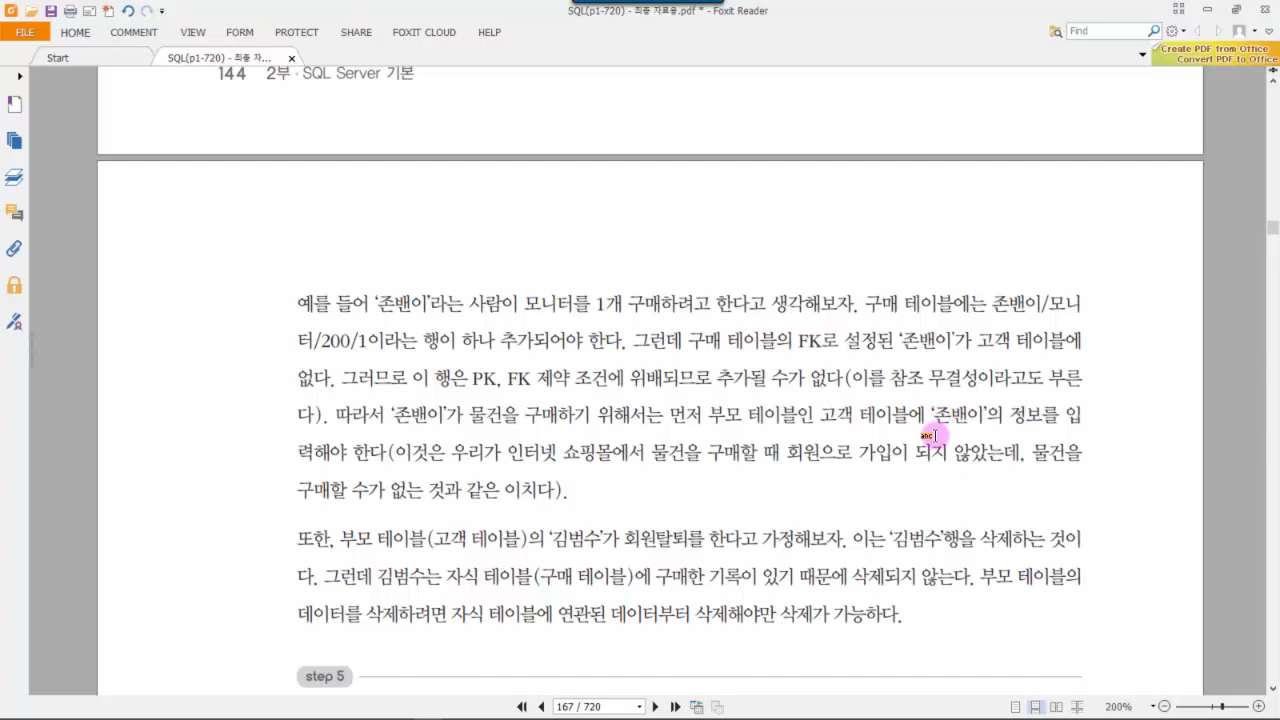 SQL(p1-720) - 최종 자료용.pdf * - Foxit Reader
FILE HOME COMMENT VIEW FORM PROTECT SHARE FOXIT CLOUD HELP
Find
Start SQL(p1-720) - 최종 자...
Create PDF from Office
Convert PDF to Office
144 2부 · SQL Server 기본
예를 들어 ‘존밴이’라는 사람이 모니터를 1개 구매하려고 한다고 생각해보자. 구매 테이블에는 존밴이/모니
터/200/1이라는 행이 하나 추가되어야 한다. 그런데 구매 테이블의 FK로 설정된 ‘존밴이’가 고객 테이블에
없다. 그러므로 이 행은 PK, FK 제약 조건에 위배되므로 추가될 수가 없다(이를 참조 무결성이라고도 부른
다). 따라서 ‘존밴이’가 물건을 구매하기 위해서는 먼저 부모 테이블인 고객 테이블에 ‘존밴이’의 정보를 입
abc
력해야 한다(이것은 우리가 인터넷 쇼핑몰에서 물건을 구매할 때 회원으로 가입이 되지 않았는데, 물건을
구매할 수가 없는 것과 같은 이치다).
또한, 부모 테이블(고객 테이블)의 ‘김범수’가 회원탈퇴를 한다고 가정해보자. 이는 ‘김범수’행을 삭제하는 것이
다. 그런데 김범수는 자식 테이블(구매 테이블)에 구매한 기록이 있기 때문에 삭제되지 않는다. 부모 테이블의
데이터를 삭제하려면 자식 테이블에 연관된 데이터부터 삭제해야만 삭제가 가능하다.
step 5
167 / 720
200%